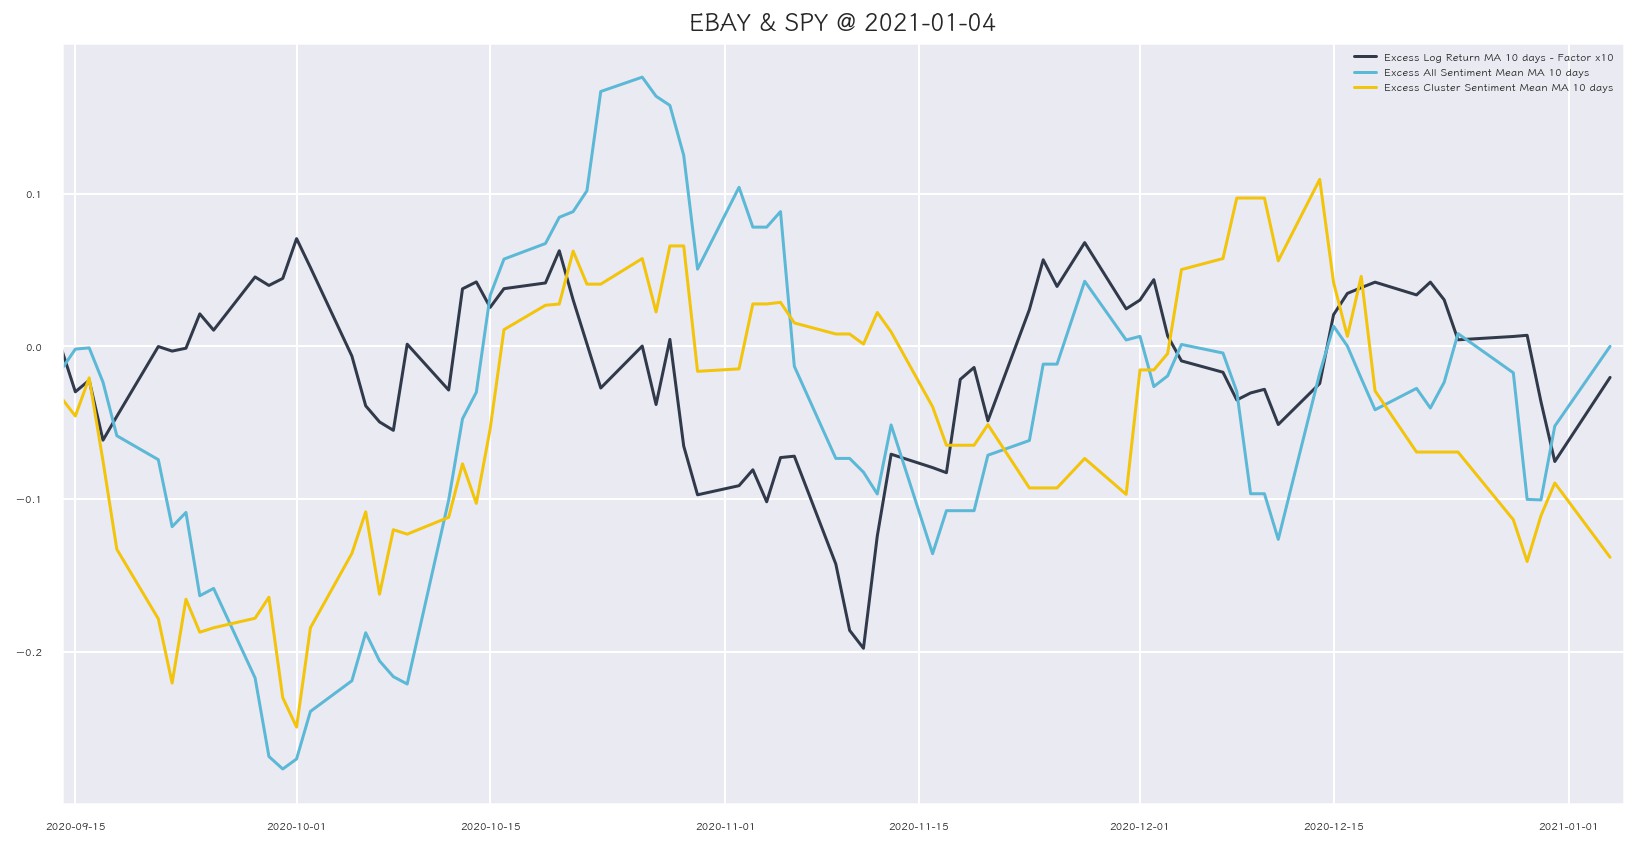 EBAY & SPY @ 2021-01-04
Excess Log Return MA 10 days - Factor x10
Excess All Sentiment Mean MA 10 days
Excess Cluster Sentiment Mean MA 10 days
0.1
0.0
−0.1
−0.2
2020-09-15 2020-10-01 2020-10-15 2020-11-01 2020-11-15 2020-12-01 2020-12-15 2021-01-01